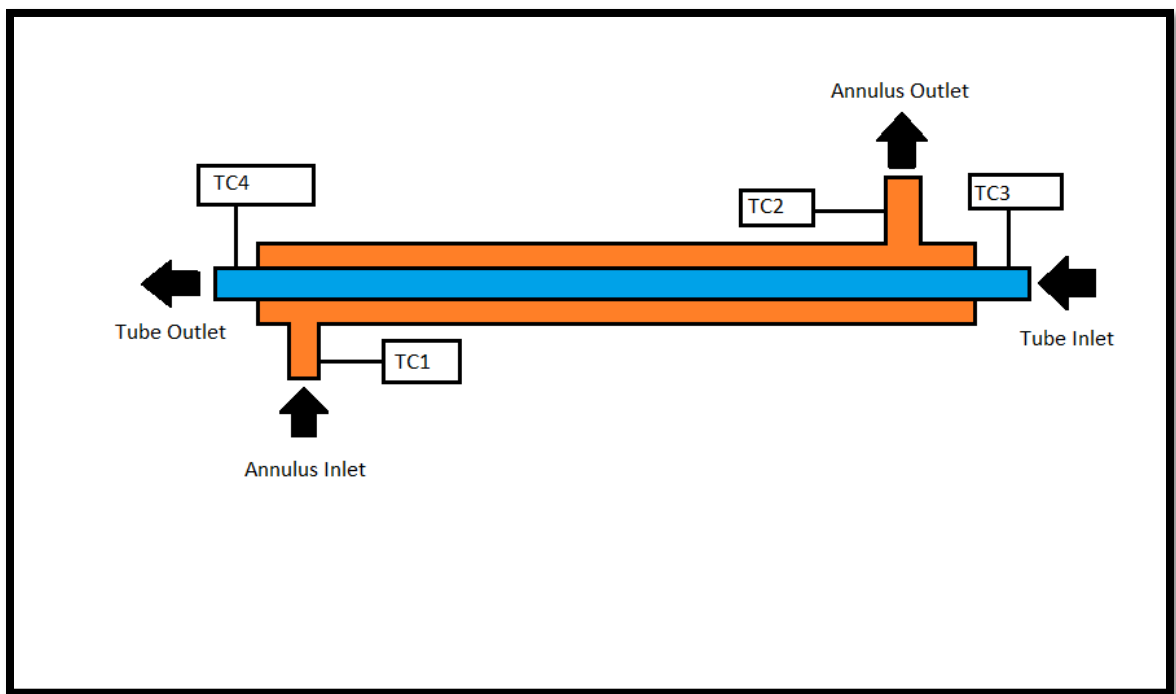 Annulus Outlet
TC4
TC2
TC3
Tube Outlet
Tube Inlet
TC1
Annulus Inlet